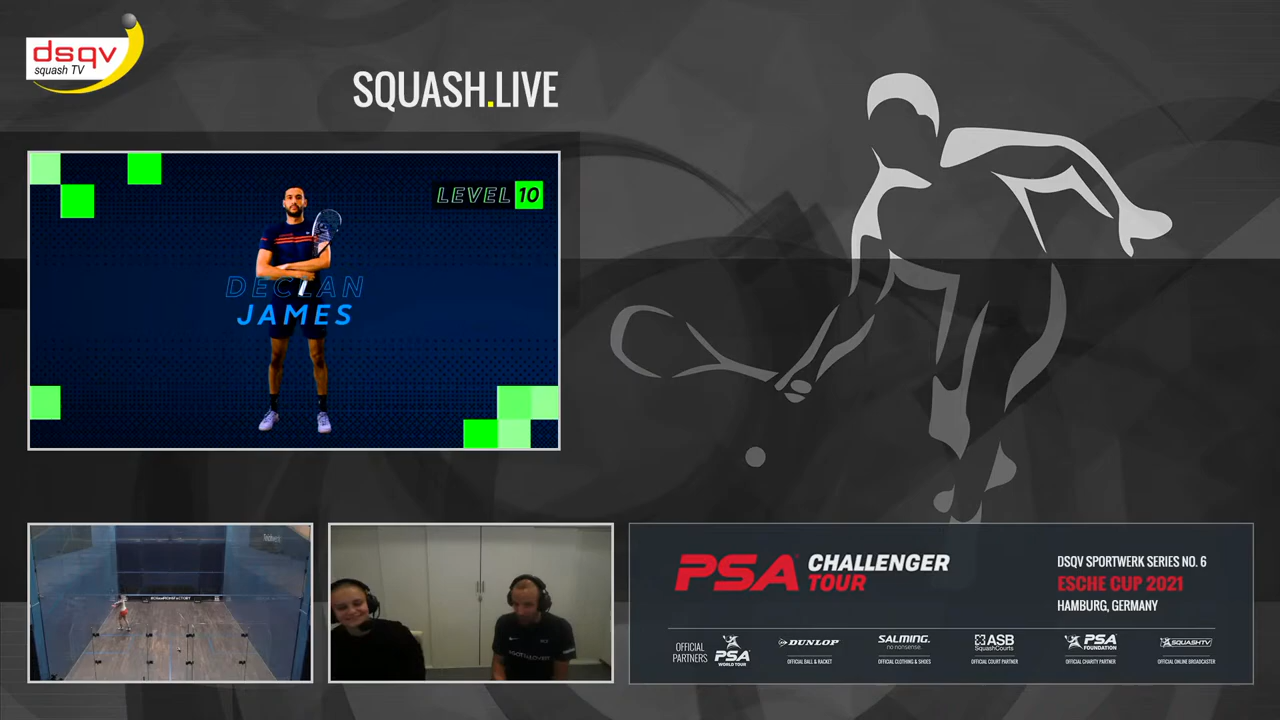 dsqv
squash TV
SQUASH.LIVE
LEVEL 10
DECLAN
JAMES
#CHAMPIONSFACTORY
PSA CHALLENGER
TOUR
DSQV SPORTWERK SERIES NO. 6
ESCHE CUP 2021
HAMBURG, GERMANY
OFFICIAL
PARTNERS
PSA
WORLD TOUR
DUNLOP
OFFICIAL BALL & RACKET
SALMING.
no nonsense.
OFFICIAL CLOTHING & SHOES
ASB
SquashCourts
OFFICIAL COURT PARTNER
PSA
FOUNDATION
OFFICIAL CHARITY PARTNER
SQUASHTV
OFFICIAL ONLINE BROADCASTER